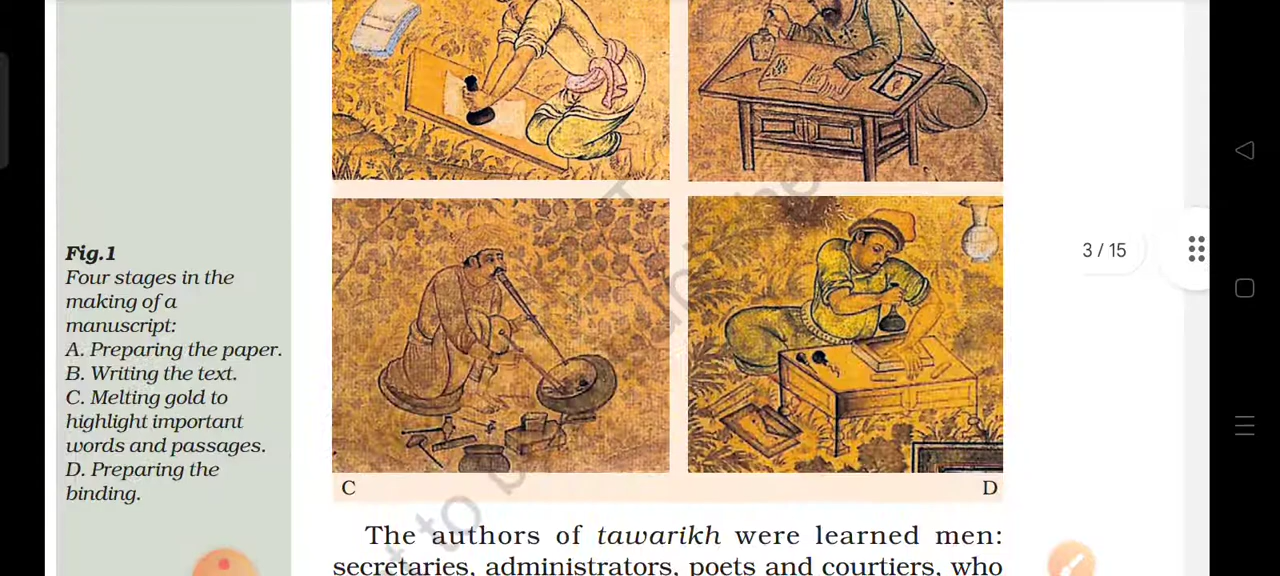 Fig.1
Four stages in the
making of a
manuscript:
A. Preparing the paper.
B. Writing the text.
C. Melting gold to
highlight important
words and passages.
D. Preparing the
binding.
C
D
3 / 15
The authors of tawarikh were learned men:
secretaries, administrators, poets and courtiers, who